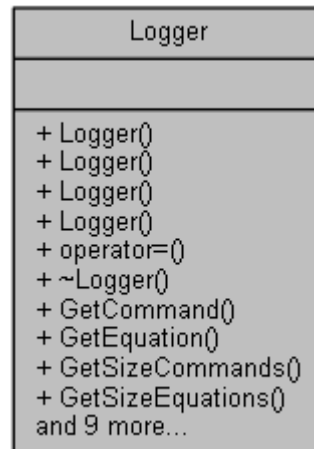 Logger
+ Logger()
+ Logger()
+ Logger()
+ Logger()
+ operator=()
+ ~Logger()
+ GetCommand()
+ GetEquation()
+ GetSizeCommands()
+ GetSizeEquations()
and 9 more...